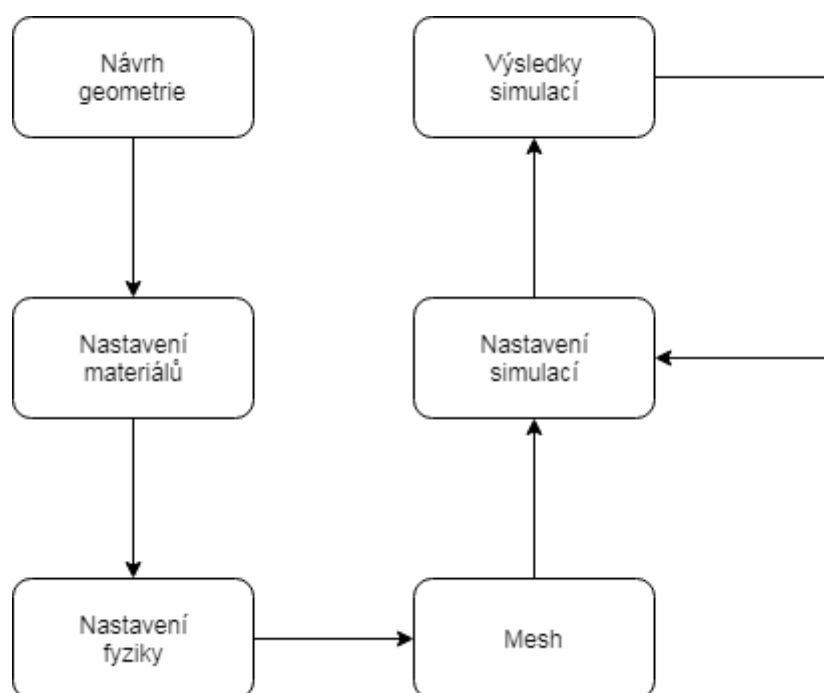 Návrh
geometrie
Výsledky
simulací
Nastavení
materiálů
Nastavení
simulací
Nastavení
fyziky
Mesh